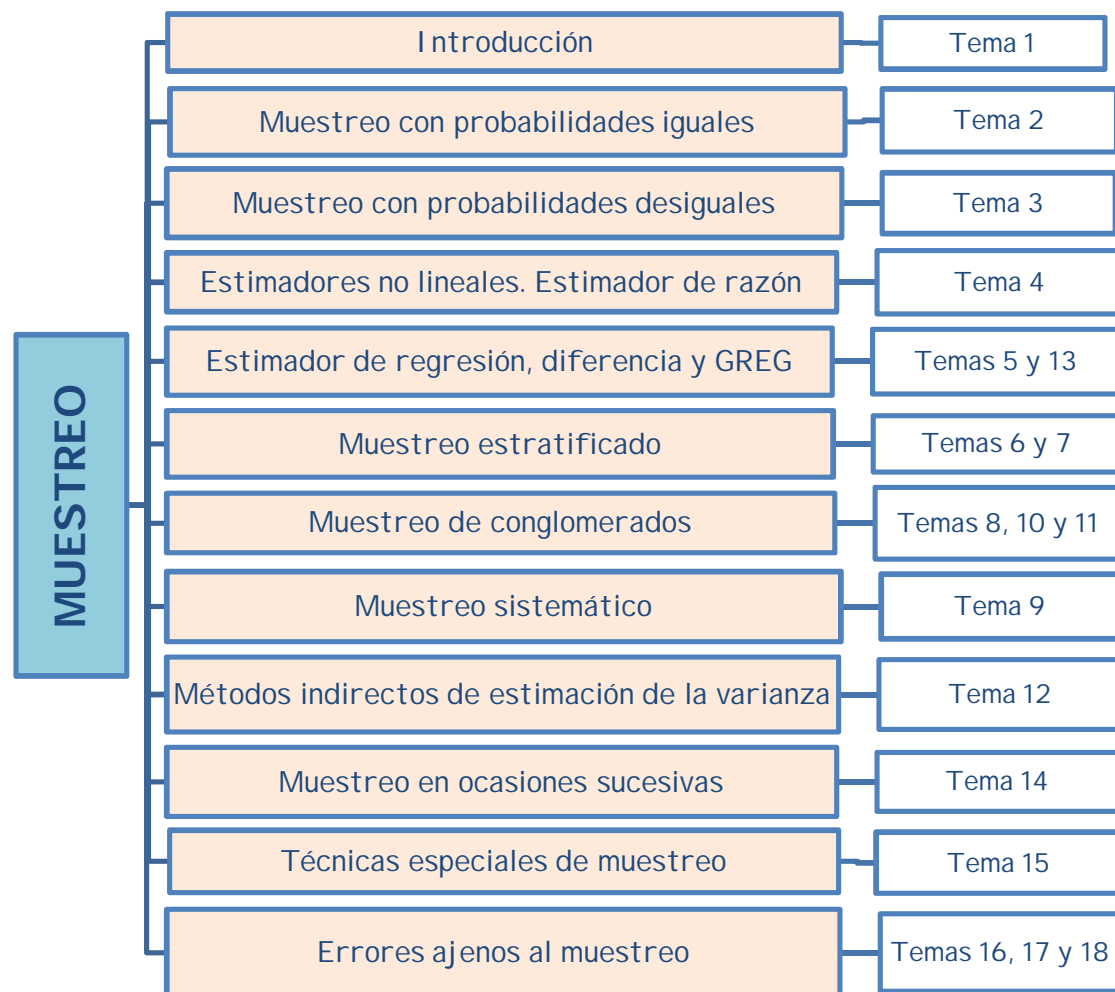 MUESTREO
Introducción
Tema 1
Muestreo con probabilidades iguales
Tema 2
Muestreo con probabilidades desiguales
Tema 3
Estimadores no lineales. Estimador de razón
Tema 4
Estimador de regresión, diferencia y GREG
Temas 5 y 13
Muestreo estratificado
Temas 6 y 7
Muestreo de conglomerados
Temas 8, 10 y 11
Muestreo sistemático
Tema 9
Métodos indirectos de estimación de la varianza
Tema 12
Muestreo en ocasiones sucesivas
Tema 14
Técnicas especiales de muestreo
Tema 15
Errores ajenos al muestreo
Temas 16, 17 y 18